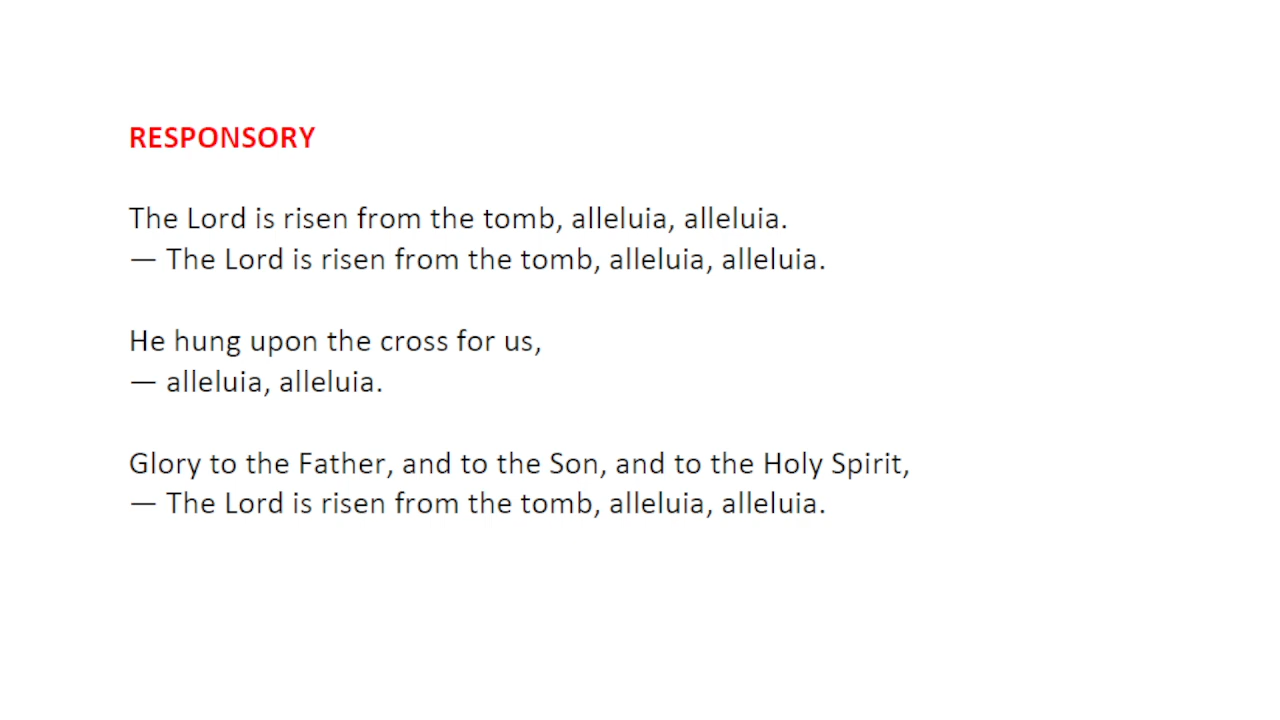 RESPONSORY
The Lord is risen from the tomb, alleluia, alleluia.
— The Lord is risen from the tomb, alleluia, alleluia.
He hung upon the cross for us,
— alleluia, alleluia.
Glory to the Father, and to the Son, and to the Holy Spirit,
— The Lord is risen from the tomb, alleluia, alleluia.